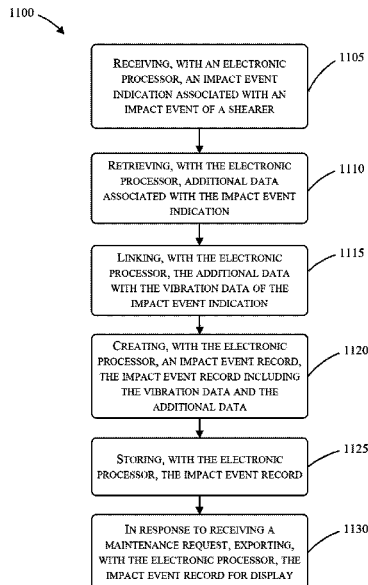 1100
RECEIVING, WITH AN ELECTRONIC
PROCESSOR, AN IMPACT EVENT
INDICATION ASSOCIATED WITH AN
IMPACT EVENT OF A SHEARER
1105
RETRIEVING, WITH THE ELECTRONIC
PROCESSOR, ADDITIONAL DATA
ASSOCIATED WITH THE IMPACT EVENT
INDICATION
1110
LINKING, WITH THE ELECTRONIC
PROCESSOR, THE ADDITIONAL DATA
WITH THE VIBRATION DATA OF THE
IMPACT EVENT INDICATION
1115
CREATING, WITH THE ELECTRONIC
PROCESSOR, AN IMPACT EVENT RECORD,
THE IMPACT EVENT RECORD INCLUDING
THE VIBRATION DATA AND THE
ADDITIONAL DATA
1120
STORING, WITH THE ELECTRONIC
PROCESSOR, THE IMPACT EVENT RECORD
1125
IN RESPONSE TO RECEIVING A
MAINTENANCE REQUEST, EXPORTING,
WITH THE ELECTRONIC PROCESSOR, THE
IMPACT EVENT RECORD FOR DISPLAY
1130